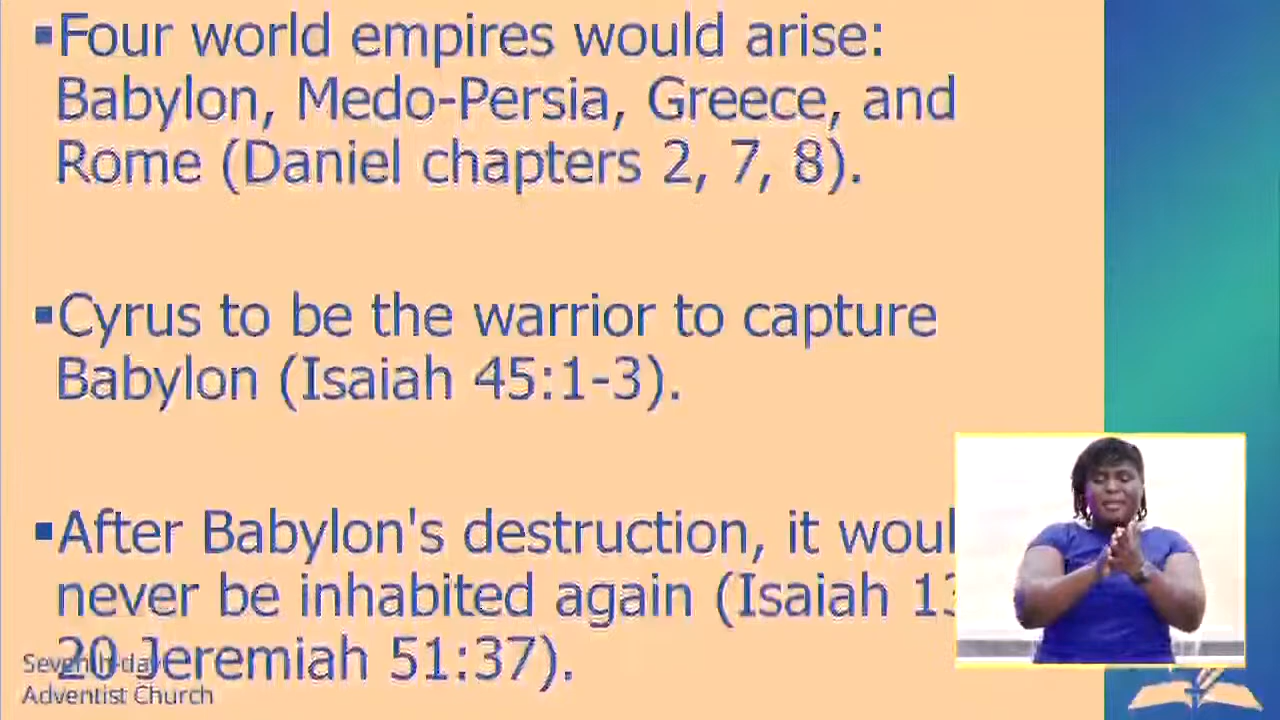 ▪Four world empires would arise:
Babylon, Medo-Persia, Greece, and
Rome (Daniel chapters 2, 7, 8).
▪Cyrus to be the warrior to capture
Babylon (Isaiah 45:1-3).
▪After Babylon's destruction, it woul
never be inhabited again (Isaiah 13
20 Jeremiah 51:37).
Seventh-day
Adventist Church